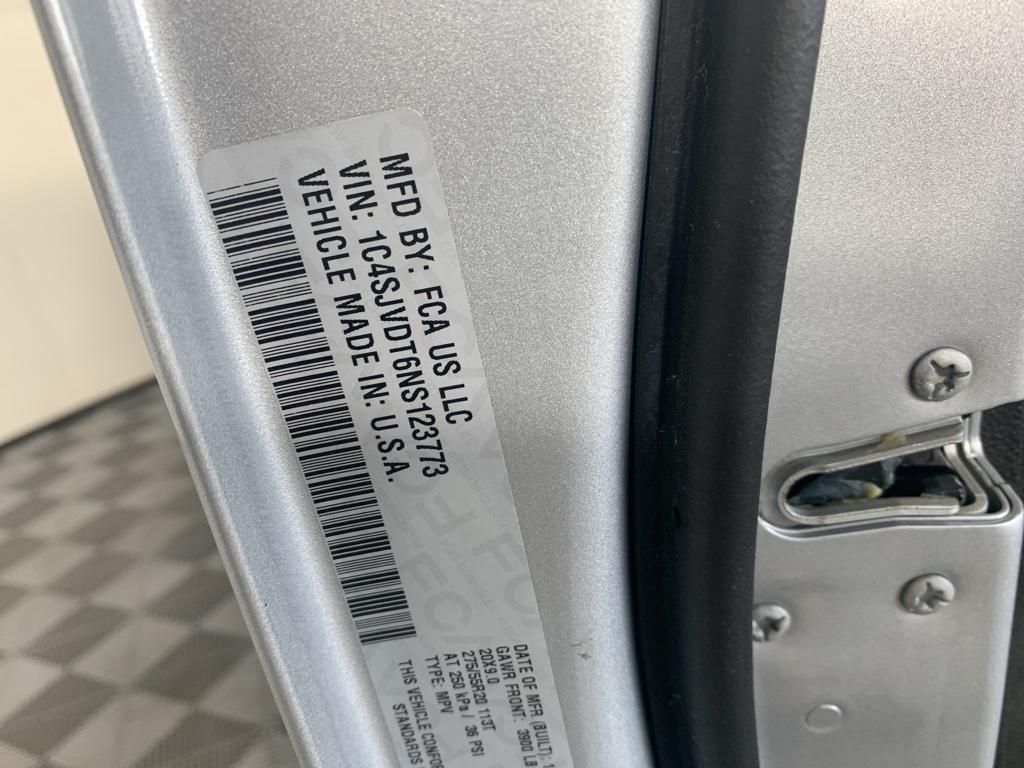 MFD BY: FCA US LLC
VIN: 1C4SJVDT6NS123773
VEHICLE MADE IN: U.S.A.
DATE OF MFR (BUILT):
GAWR FRONT: 3900 LB
20X9.0
275/55R20 113T
AT 250 kPa / 36 PSI
TYPE: MPV
THIS VEHICLE CONFOR
STANDARDS